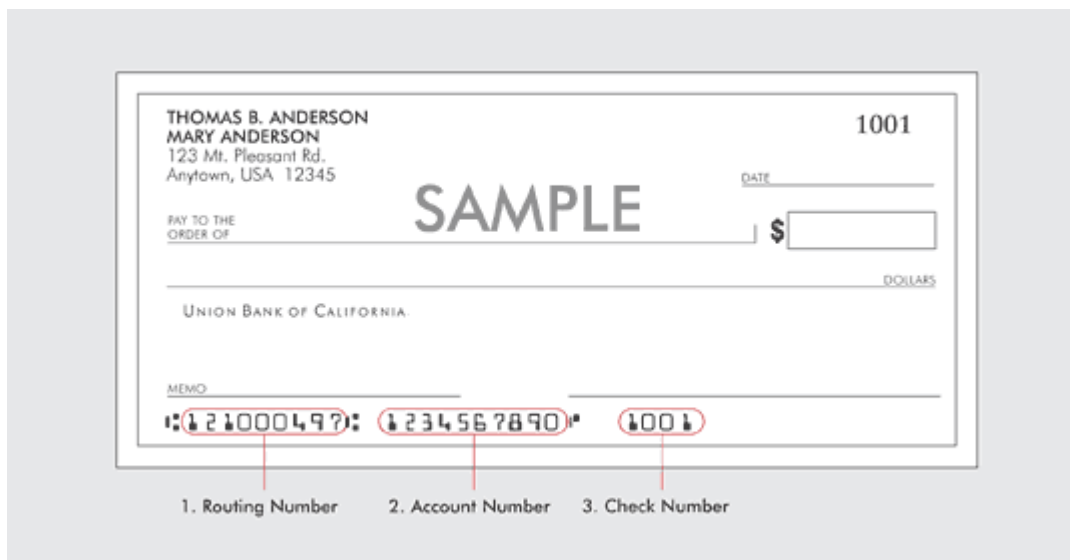 THOMAS B. ANDERSON
MARY ANDERSON
123 Mt. Pleasant Rd.
Anytown, USA 12345
1001
DATE
SAMPLE
PAY TO THE
ORDER OF
$
DOLLARS
UNION BANK OF CALIFORNIA
MEMO
⑆121000497⑆ 1234567890⑈ 1001
1. Routing Number 2. Account Number 3. Check Number